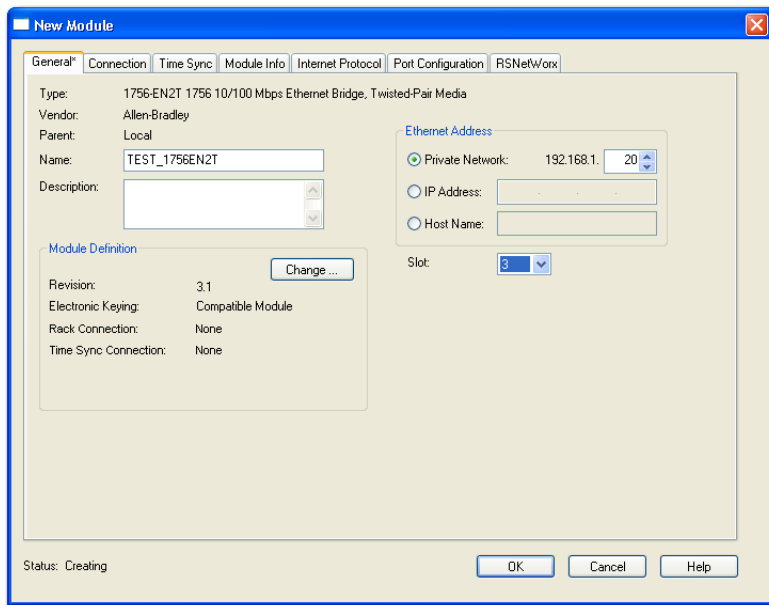 New Module
General* Connection Time Sync Module Info Internet Protocol Port Configuration RSNetWorx
Type: 1756-EN2T 1756 10/100 Mbps Ethernet Bridge, Twisted-Pair Media
Vendor: Allen-Bradley
Parent: Local
Name: TEST_1756EN2T
Description:
Module Definition
Change ...
Revision: 3.1
Electronic Keying: Compatible Module
Rack Connection: None
Time Sync Connection: None
Ethernet Address
Private Network: 192.168.1. 20
IP Address: . . .
Host Name:
Slot: 3
Status: Creating
OK Cancel Help